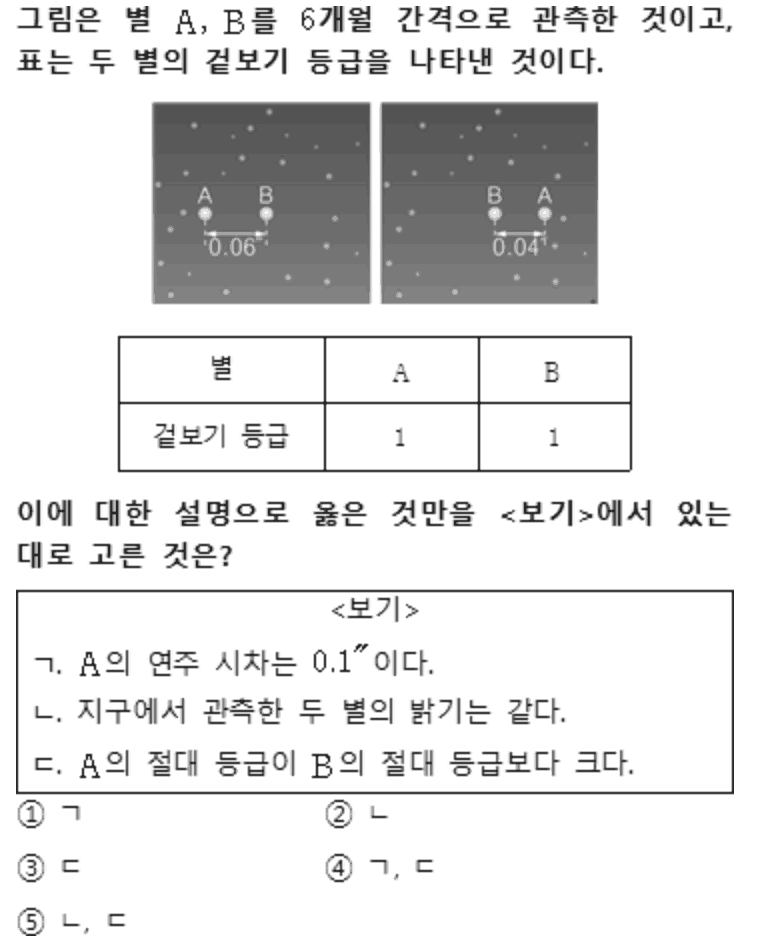 그림은 별 A, B를 6개월 간격으로 관측한 것이고,
표는 두 별의 겉보기 등급을 나타낸 것이다.
A B B A
0.06″ 0.04″
별 A B
겉보기 등급 1 1
이에 대한 설명으로 옳은 것만을 <보기>에서 있는
대로 고른 것은?
<보기>
ㄱ. A의 연주 시차는 0.1″이다.
ㄴ. 지구에서 관측한 두 별의 밝기는 같다.
ㄷ. A의 절대 등급이 B의 절대 등급보다 크다.
① ㄱ ② ㄴ
③ ㄷ ④ ㄱ, ㄷ
⑤ ㄴ, ㄷ